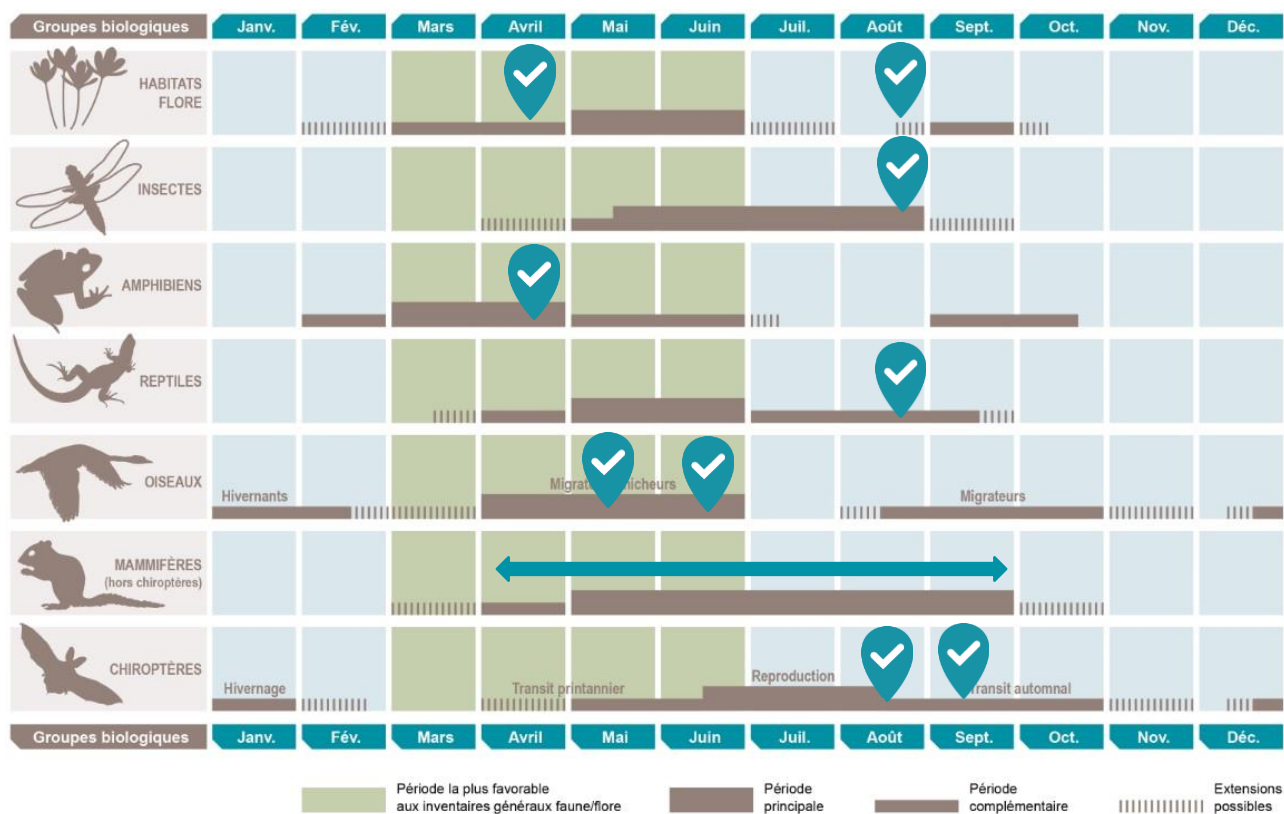 Groupes biologiques Janv. Fév. Mars Avril Mai Juin Juil. Août Sept. Oct. Nov. Déc.
HABITATS
FLORE
INSECTES
AMPHIBIENS
REPTILES
OISEAUX
Hivernants
Migrateurs
MAMMIFÈRES
(hors chiroptères)
CHIROPTÈRES
Hivernage
Transit printannier
Reproduction
Transit automnal
Groupes biologiques Janv. Fév. Mars Avril Mai Juin Juil. Août Sept. Oct. Nov. Déc.
Période la plus favorable
aux inventaires généraux faune/flore
Période
principale
Période
complémentaire
Extensions
possibles